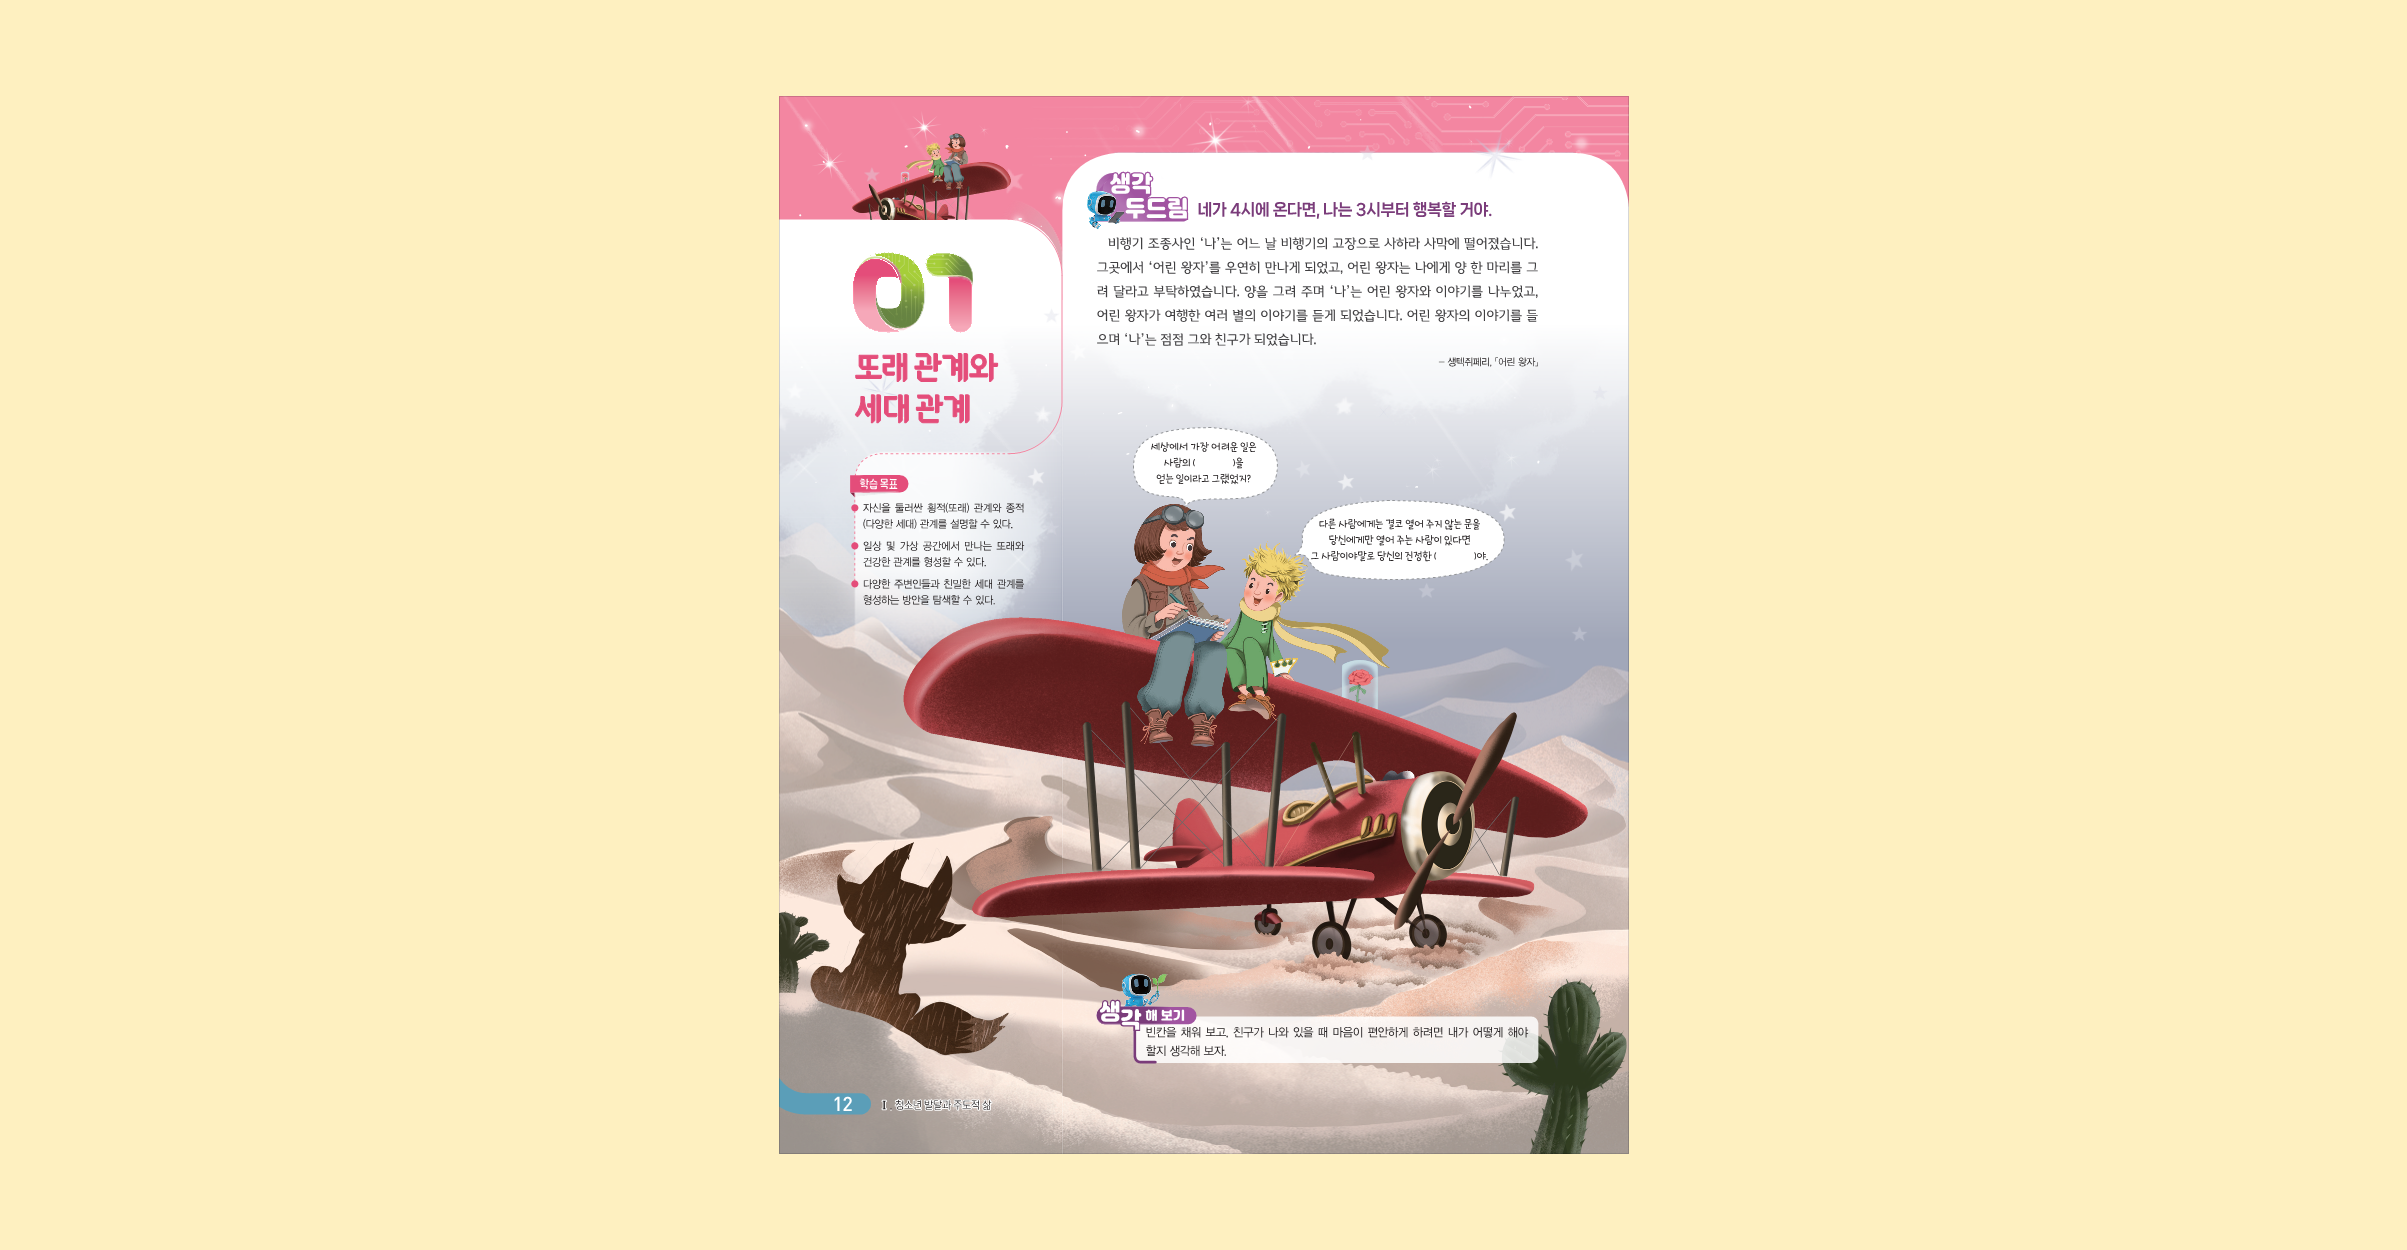 01
또래 관계와
세대 관계
학습 목표
자신을 둘러싼 횡적(또래) 관계와 종적
(다양한 세대) 관계를 설명할 수 있다.
일상 및 가상 공간에서 만나는 또래와
건강한 관계를 형성할 수 있다.
다양한 주변인들과 친밀한 세대 관계를
형성하는 방안을 탐색할 수 있다.
생각
두드림 네가 4시에 온다면, 나는 3시부터 행복할 거야.
비행기 조종사인 ‘나’는 어느 날 비행기의 고장으로 사하라 사막에 떨어졌습니다.
그곳에서 ‘어린 왕자’를 우연히 만나게 되었고, 어린 왕자는 나에게 양 한 마리를 그
려 달라고 부탁하였습니다. 양을 그려 주며 ‘나’는 어린 왕자와 이야기를 나누었고,
어린 왕자가 여행한 여러 별의 이야기를 듣게 되었습니다. 어린 왕자의 이야기를 들
으며 ‘나’는 점점 그와 친구가 되었습니다.
– 생텍쥐페리, 「어린 왕자」
세상에서 가장 어려운 일은
사람의 ( )을
얻는 일이라고 그랬었지?
다른 사람에게는 결코 열어 주지 않는 문을
당신에게만 열어 주는 사람이 있다면
그 사람이야말로 당신의 진정한 ( )야.
생각 해 보기
빈칸을 채워 보고, 친구가 나와 있을 때 마음이 편안하게 하려면 내가 어떻게 해야
할지 생각해 보자.
12 Ⅰ. 청소년 발달과 주도적 삶